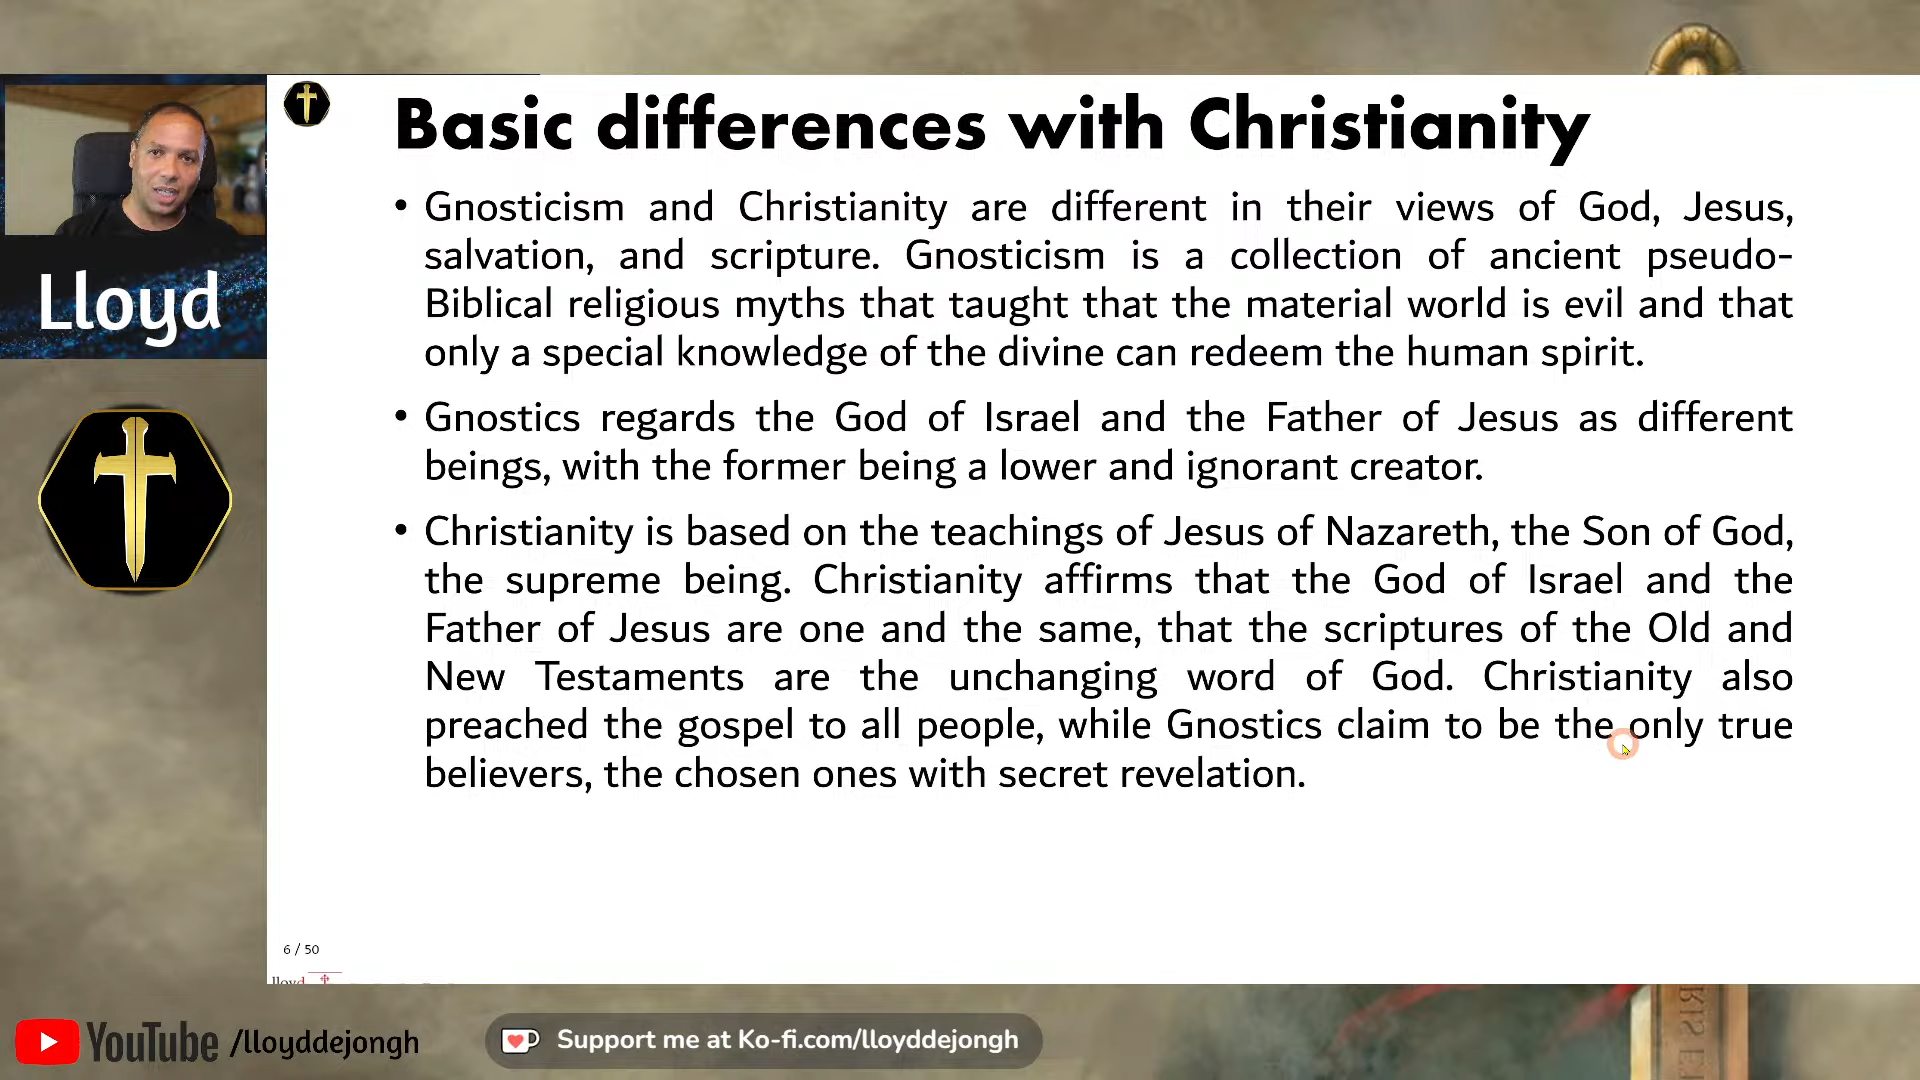 Basic differences with Christianity
• Gnosticism and Christianity are different in their views of God, Jesus,
salvation, and scripture. Gnosticism is a collection of ancient pseudo-
Biblical religious myths that taught that the material world is evil and that
only a special knowledge of the divine can redeem the human spirit.
• Gnostics regards the God of Israel and the Father of Jesus as different
beings, with the former being a lower and ignorant creator.
• Christianity is based on the teachings of Jesus of Nazareth, the Son of God,
the supreme being. Christianity affirms that the God of Israel and the
Father of Jesus are one and the same, that the scriptures of the Old and
New Testaments are the unchanging word of God. Christianity also
preached the gospel to all people, while Gnostics claim to be the only true
believers, the chosen ones with secret revelation.
Lloyd
6 / 50
YouTube /lloyddejongh
Support me at Ko-fi.com/lloyddejongh